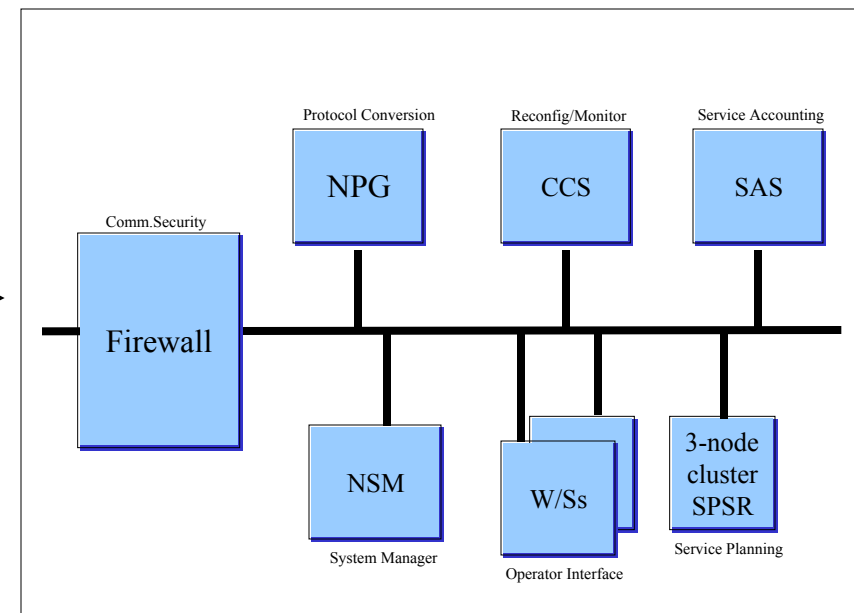 Protocol Conversion
Reconfig/Monitor
Service Accounting
NPG
CCS
SAS
Comm.Security
Firewall
NSM
W/Ss
3-node
cluster
SPSR
System Manager
Operator Interface
Service Planning